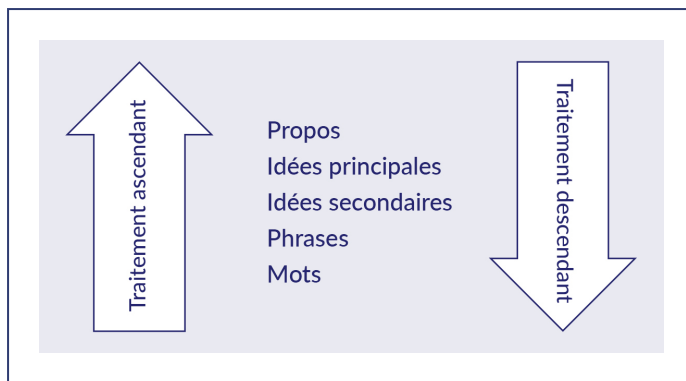 Traitement ascendant
Propos
Idées principales
Idées secondaires
Phrases
Mots
Traitement descendant